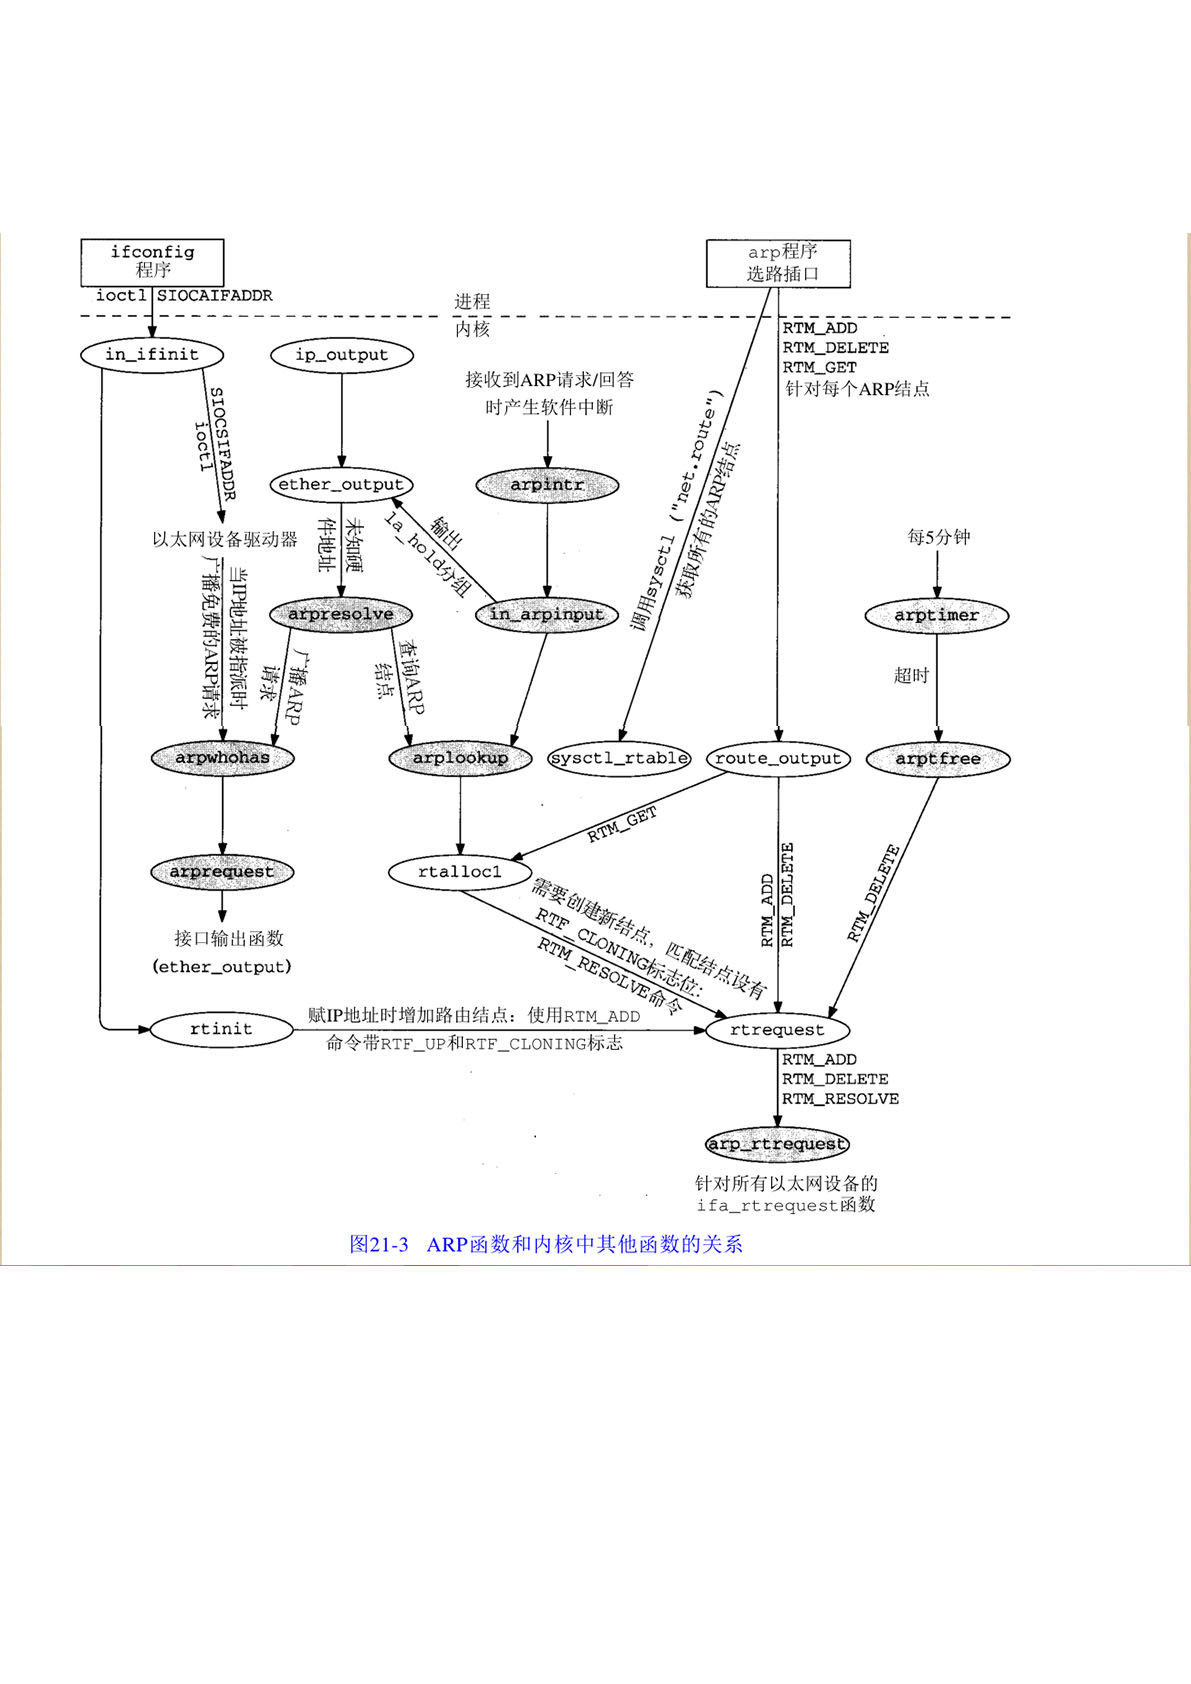 ifconfig
程序
arp程序
选路插口
ioctl SIOCAIFADDR
进程
内核
RTM_ADD
RTM_DELETE
RTM_GET
针对每个ARP结点
in_ifinit
ip_output
接收到ARP请求/回答
时产生软件中断
SIOCSIFADDR
ioctl
调用sysctl ("net.route")
获取所有的ARP结点
ether_output
arpintr
输出
la_hold分组
未知硬
件地址
以太网设备驱动器
每5分钟
当IP地址被指派时
广播免费的ARP请求
arpresolve
in_arpinput
arptimer
广播ARP
请求
查询ARP
结点
超时
arpwhohas
arplookup
sysctl_rtable
route_output
arptfree
RTM_GET
arprequest
rtalloc1
需要创建新结点，匹配结点设有
RTF_CLONING标志位：
RTM_RESOLVE命令
RTM_ADD
RTM_DELETE
RTM_DELETE
接口输出函数
(ether_output)
rtinit
赋IP地址时增加路由结点：使用RTM_ADD
命令带RTF_UP和RTF_CLONING标志
rtrequest
RTM_ADD
RTM_DELETE
RTM_RESOLVE
arp_rtrequest
针对所有以太网设备的
ifa_rtrequest函数
图21-3 ARP函数和内核中其他函数的关系